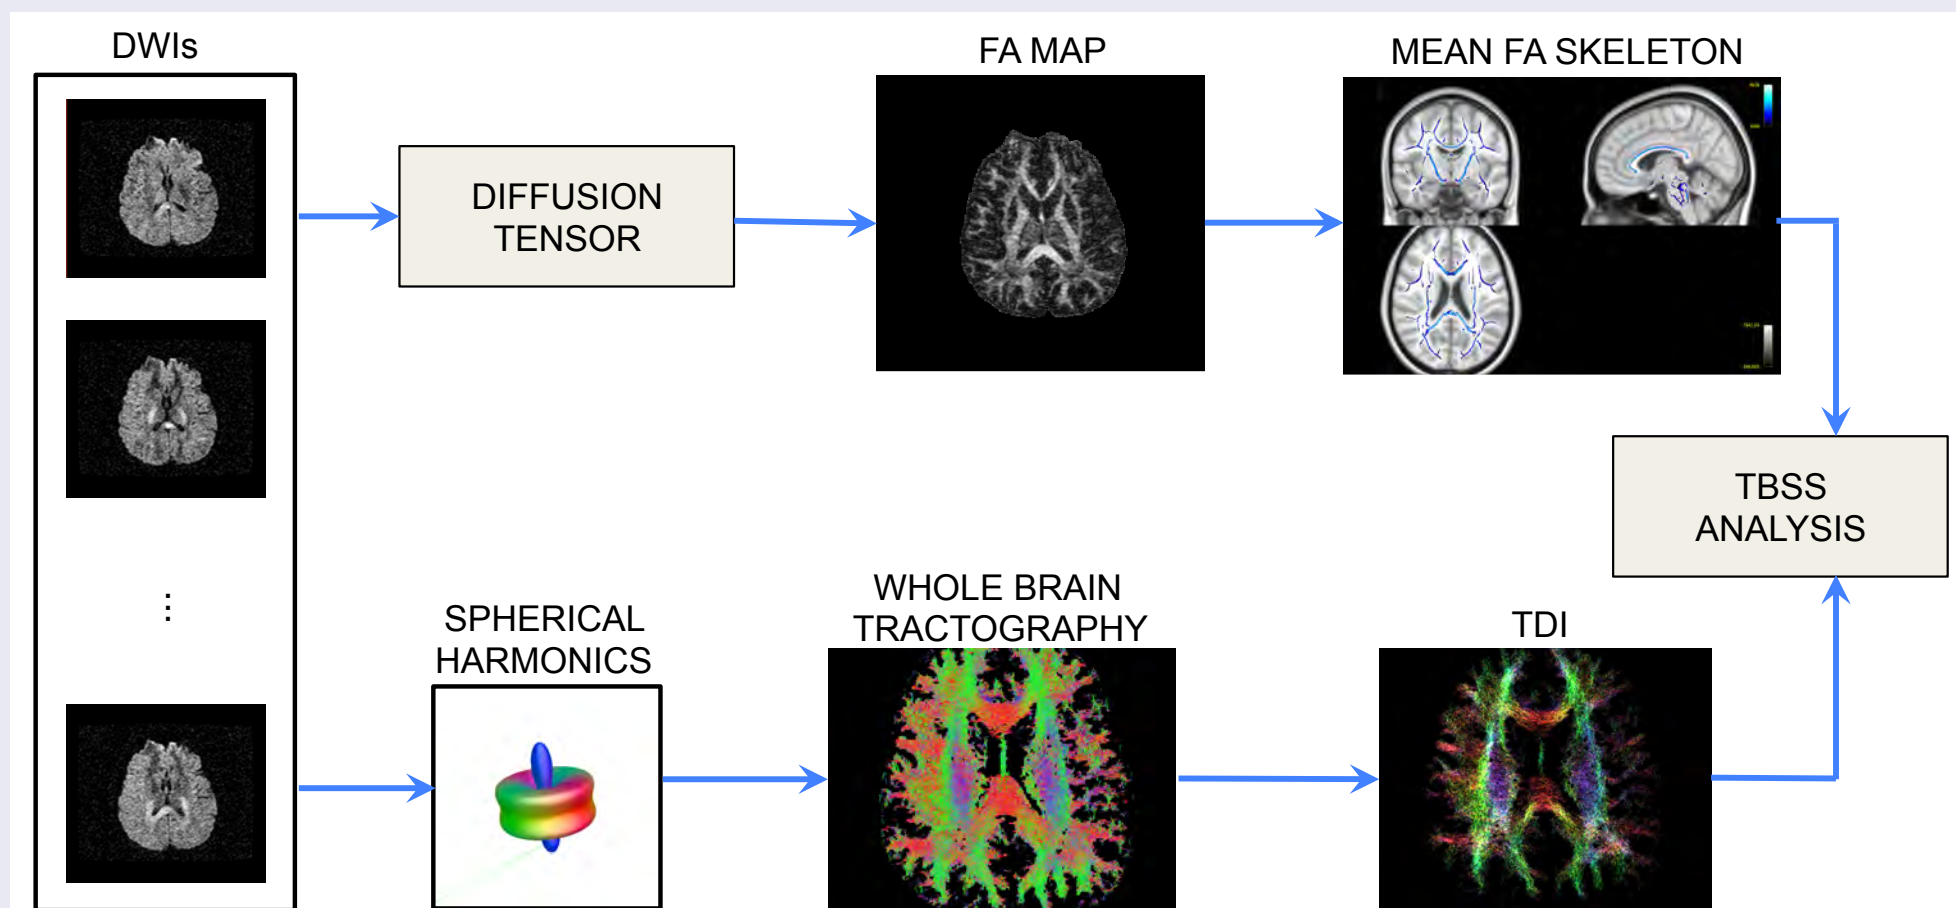 DWIs
FA MAP
MEAN FA SKELETON
DIFFUSION
TENSOR
TBSS
ANALYSIS
⋮
SPHERICAL
HARMONICS
WHOLE BRAIN
TRACTOGRAPHY
TDI